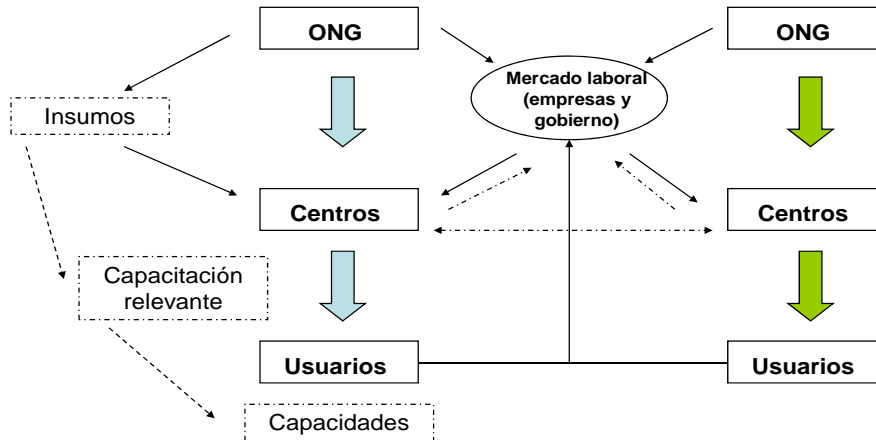 ONG
ONG
Mercado laboral
(empresas y
gobierno)
Insumos
Centros
Centros
Capacitación
relevante
Usuarios
Usuarios
Capacidades